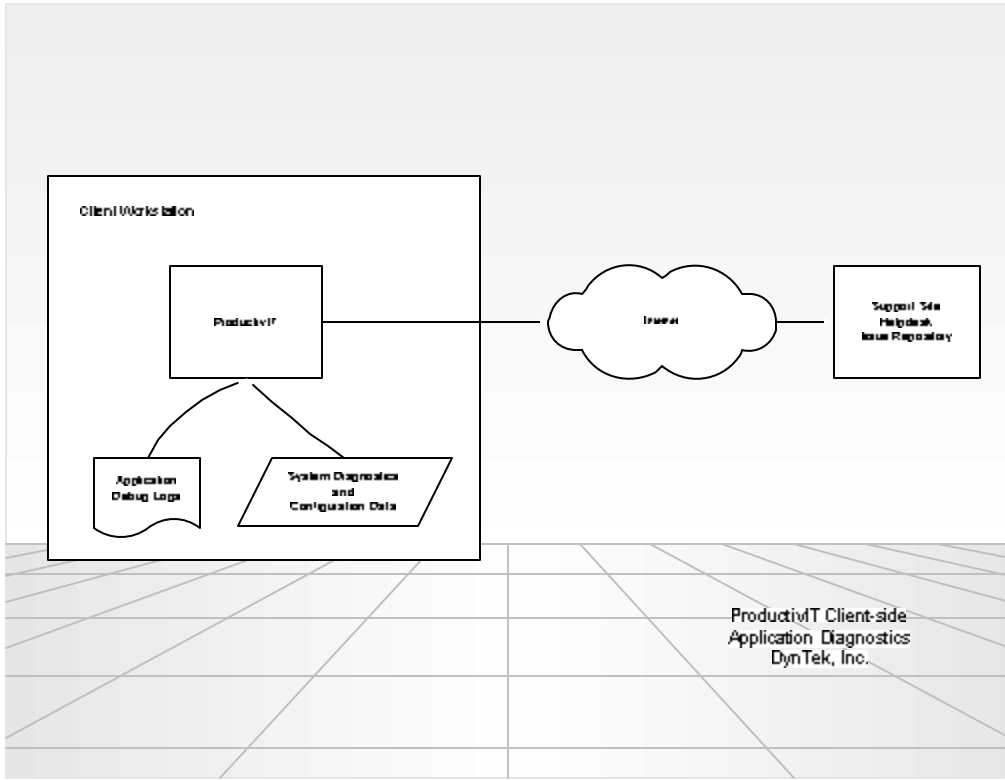 Client Workstation
ProductivIT
Internet
Support Site
Helpdesk
Issue Repository
Application
Debug Logs
System Diagnostics
and
Configuration Data
ProductivIT Client-side
Application Diagnostics
DynTek, Inc.